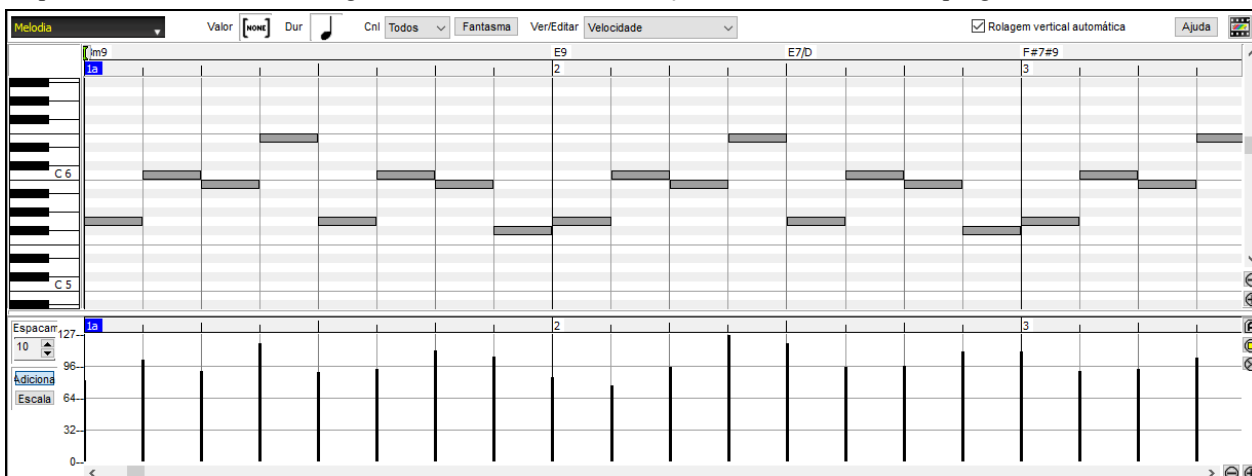 Melodia Valor [NONE] Dur Cnl Todos Fantasma Ver/Editar Velocidade Rolagem vertical automática Ajuda
E9 E7/D F#7#9
1a 2 3
C 6
C 5
Espacam 1a 2 3
127--
10
96--
Adiciona
Escala 64--
32--
0--